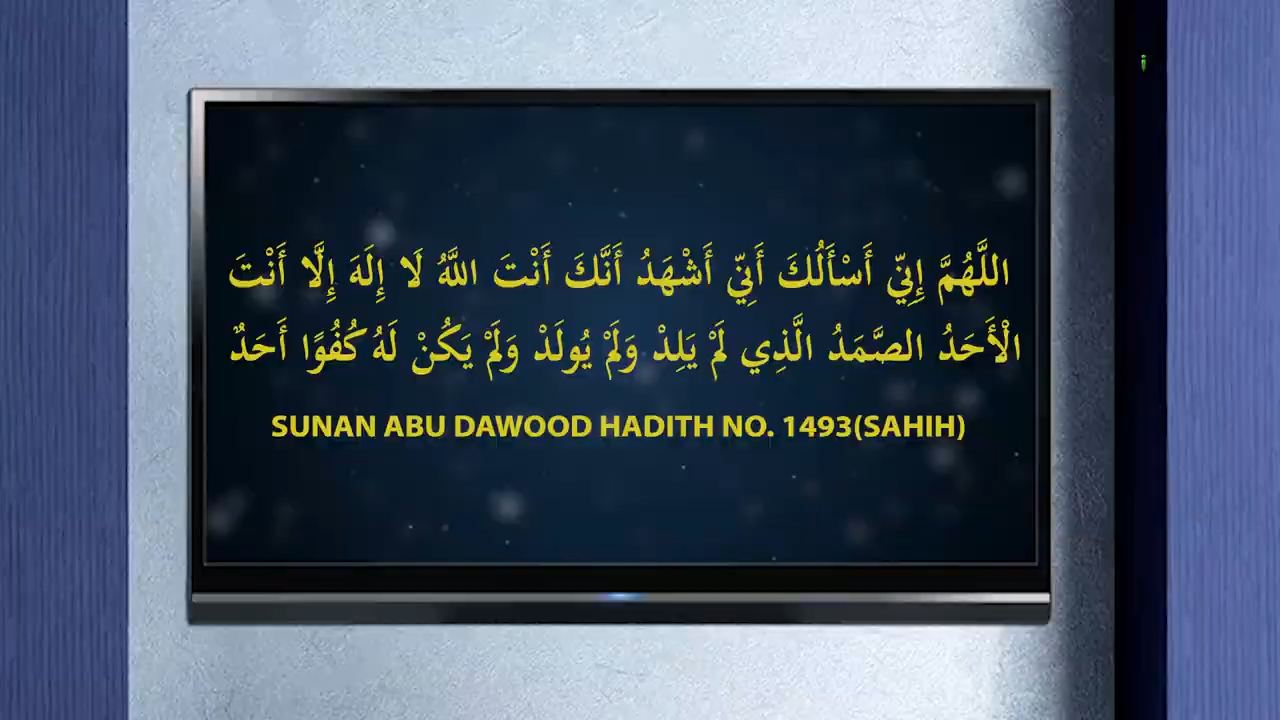 اللَّهُمَّ إِنِّي أَسْأَلُكَ أَنِّي أَشْهَدُ أَنَّكَ أَنْتَ اللَّهُ لَا إِلَهَ إِلَّا أَنْتَ
الْأَحَدُ الصَّمَدُ الَّذِي لَمْ يَلِدْ وَلَمْ يُولَدْ وَلَمْ يَكُنْ لَهُ كُفُوًا أَحَدٌ
SUNAN ABU DAWOOD HADITH NO. 1493(SAHIH)